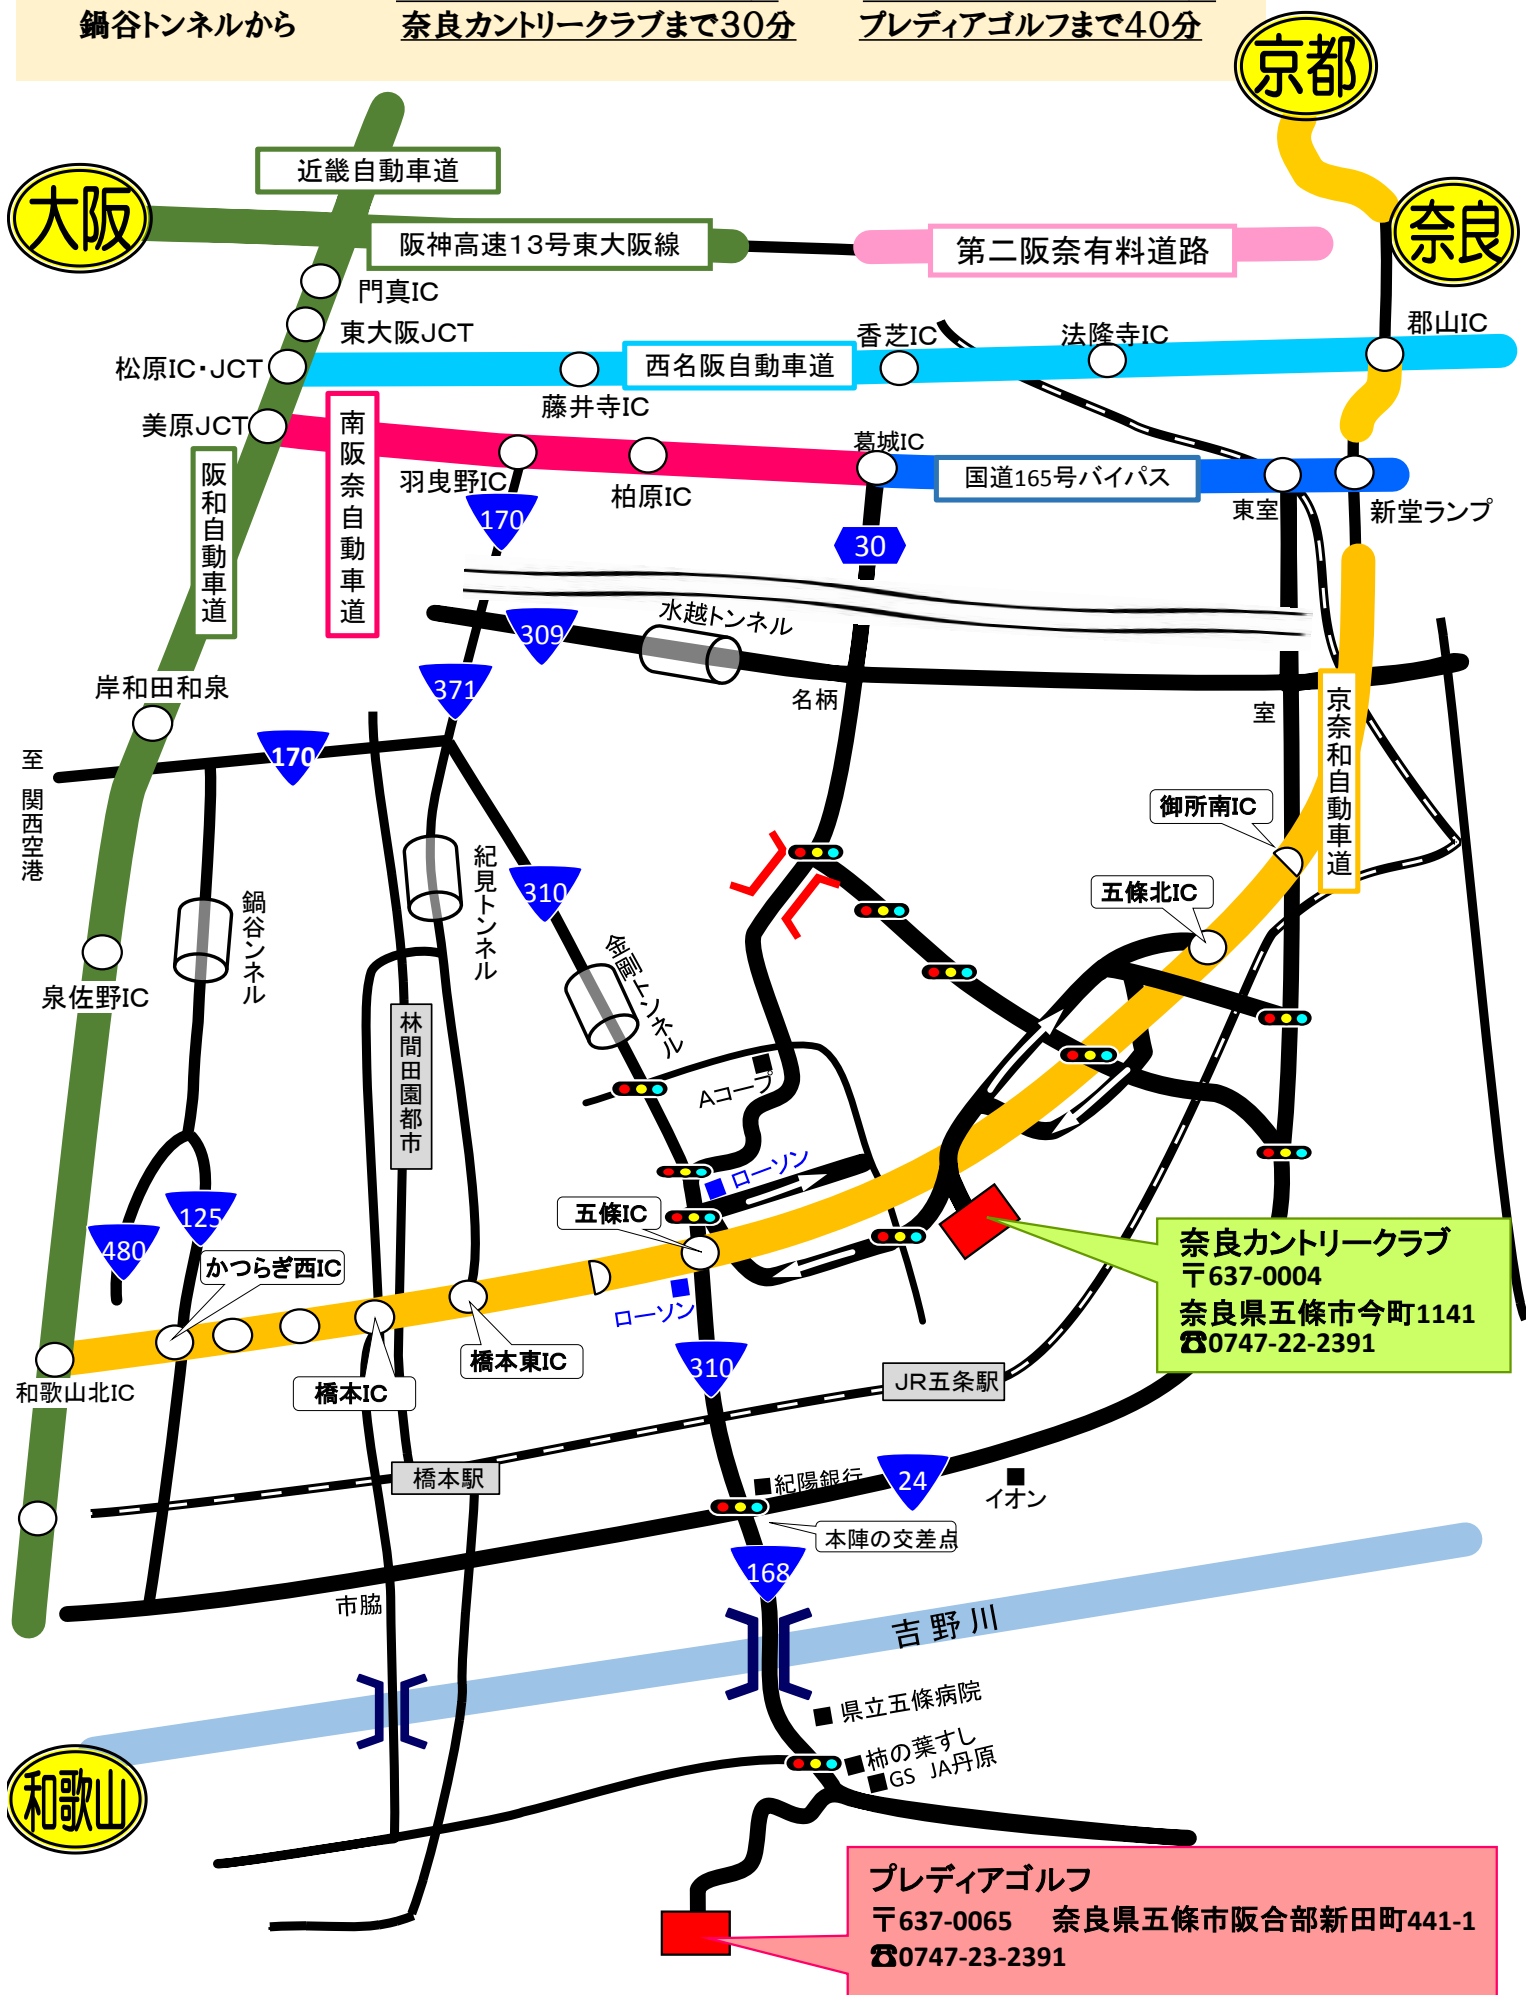 鍋谷トンネルから
奈良カントリークラブまで30分
プレディアゴルフまで40分
京都
大阪
近畿自動車道
奈良
阪神高速13号東大阪線
第二阪奈有料道路
門真IC
東大阪JCT
香芝IC
法隆寺IC
郡山IC
松原IC・JCT
西名阪自動車道
藤井寺IC
美原JCT
南阪奈自動車道
阪和自動車道
羽曳野IC
柏原IC
葛城IC
国道165号バイパス
東室
新堂ランプ
170
30
309
水越トンネル
371
名柄
室
京奈和自動車道
岸和田和泉
至 関西空港
170
御所南IC
五條北IC
紀見トンネル
310
鍋谷ンネル
金剛トンネル
泉佐野IC
林間田園都市
Aコープ
ローソン
五條IC
480
125
かつらぎ西IC
ローソン
橋本東IC
橋本IC
和歌山北IC
310
奈良カントリークラブ
〒637-0004
奈良県五條市今町1141
☎0747-22-2391
JR五条駅
橋本駅
紀陽銀行
24
イオン
本陣の交差点
168
市脇
吉野川
県立五條病院
柿の葉すし
GS JA丹原
和歌山
プレディアゴルフ
〒637-0065 奈良県五條市阪合部新田町441-1
☎0747-23-2391